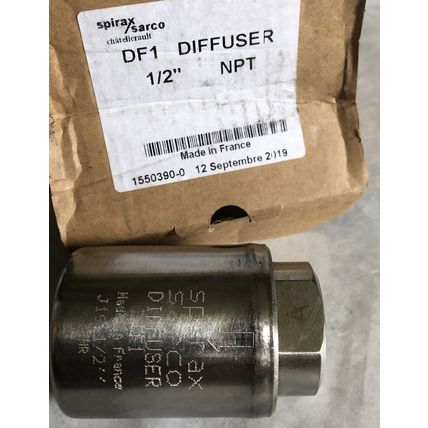 spirax
sarco
châtellerault
DF1 DIFFUSER
1/2" NPT
Made in France
1550390-0 12 Septembre 2019
A
spirax
sarco
DIFFUSER
DF1
Made in France